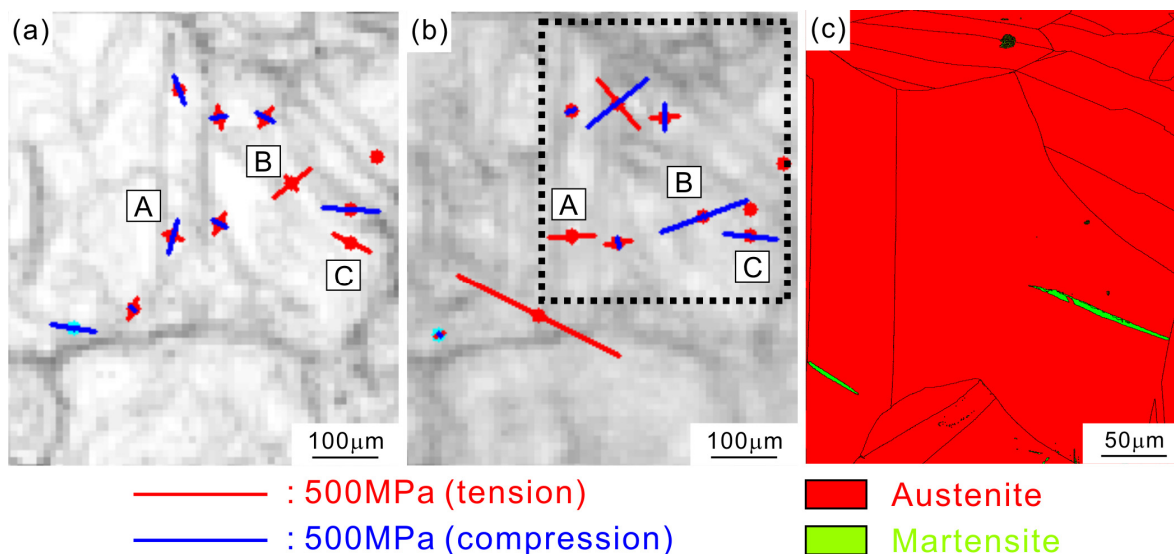 (a)
(b)
(c)
A
B
C
A
B
C
100μm
100μm
50μm
: 500MPa (tension)
: 500MPa (compression)
Austenite
Martensite